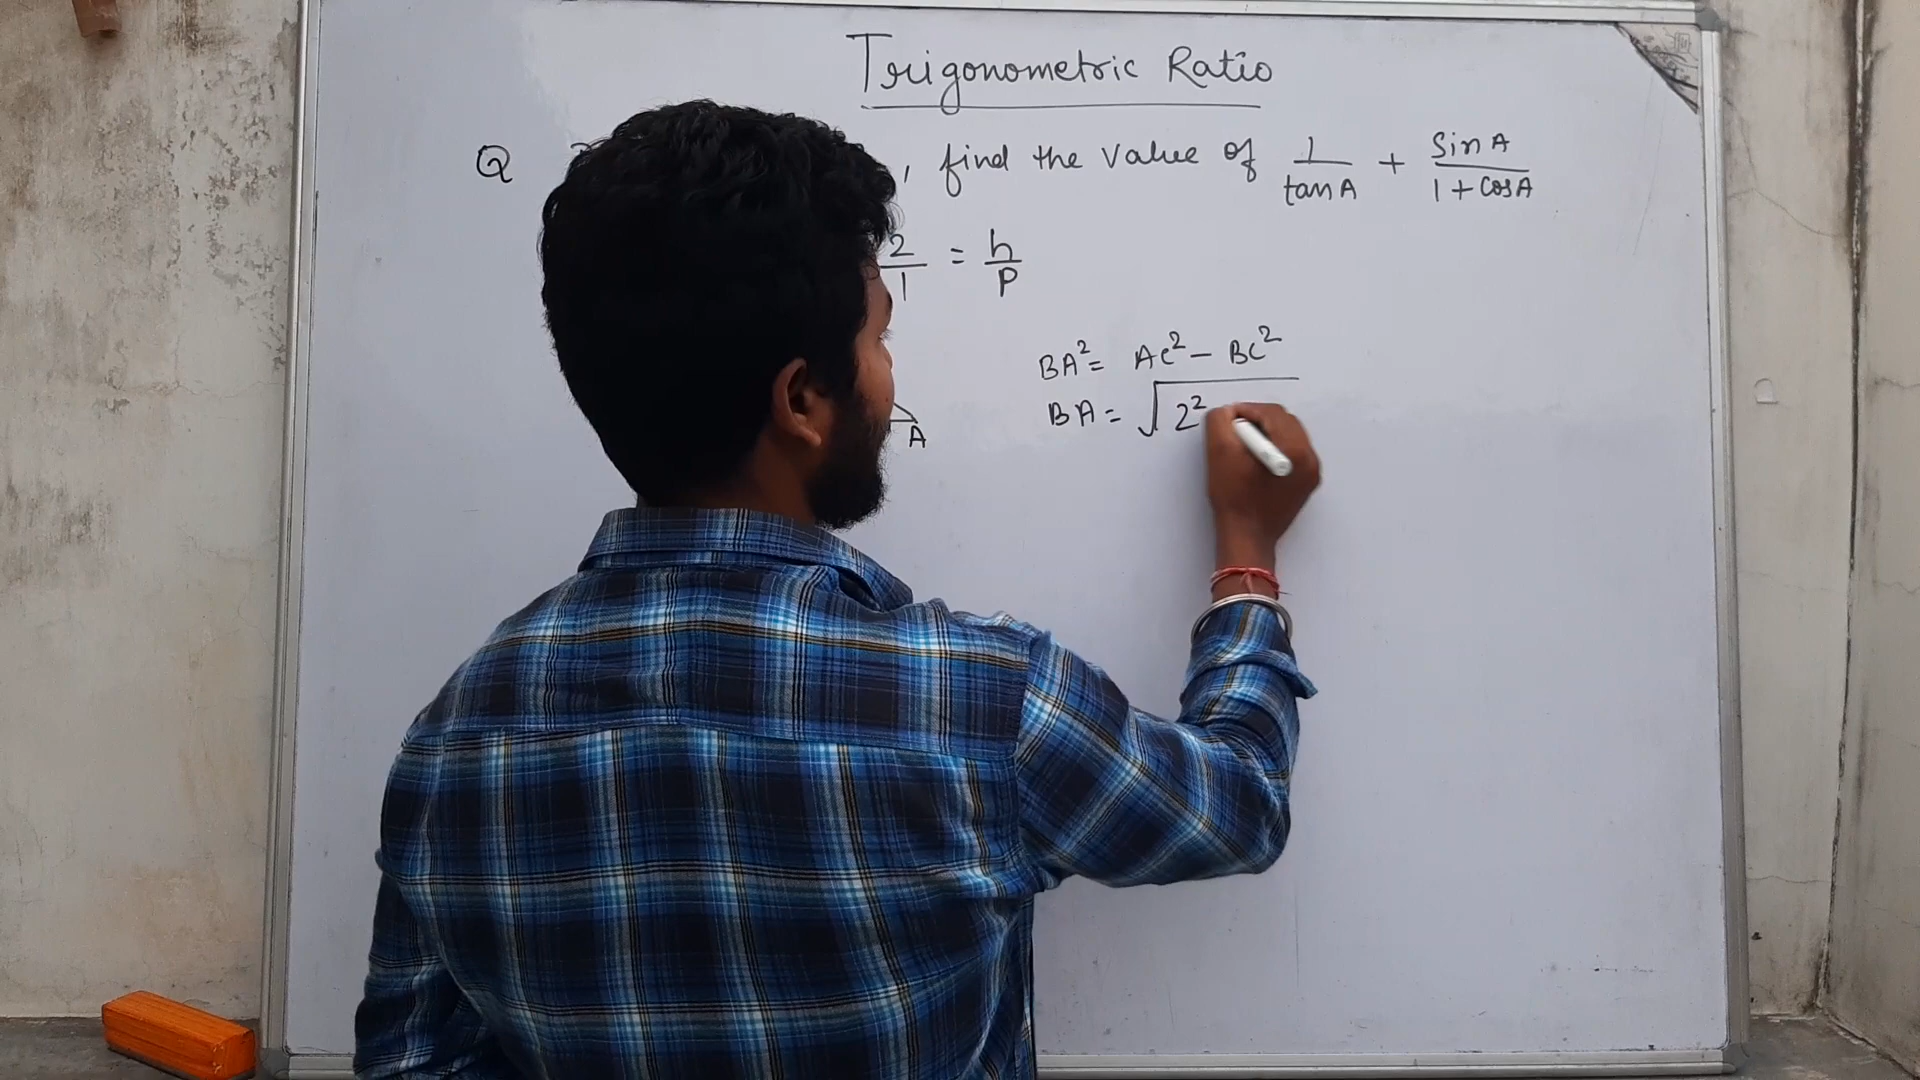 Trigonometric Ratio
Q , find the value of 1/tanA + SinA/1+CosA
2/1 = h/P
BA² = AC² - BC²
BA = √2²
A